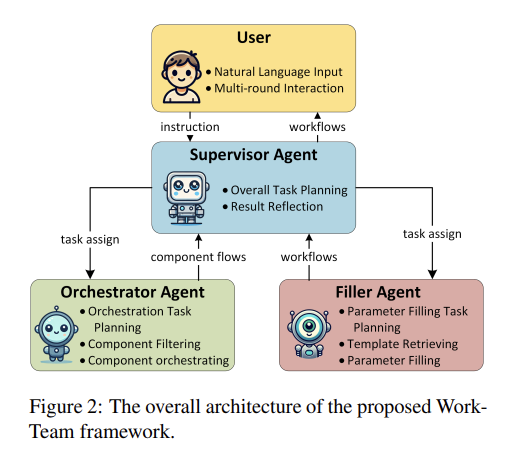 User
• Natural Language Input
• Multi-round Interaction
instruction
workflows
Supervisor Agent
• Overall Task Planning
• Result Reflection
task assign
component flows
workflows
task assign
Orchestrator Agent
• Orchestration Task
Planning
• Component Filtering
• Component orchestrating
Filler Agent
• Parameter Filling Task
Planning
• Template Retrieving
• Parameter Filling
Figure 2: The overall architecture of the proposed Work-
Team framework.